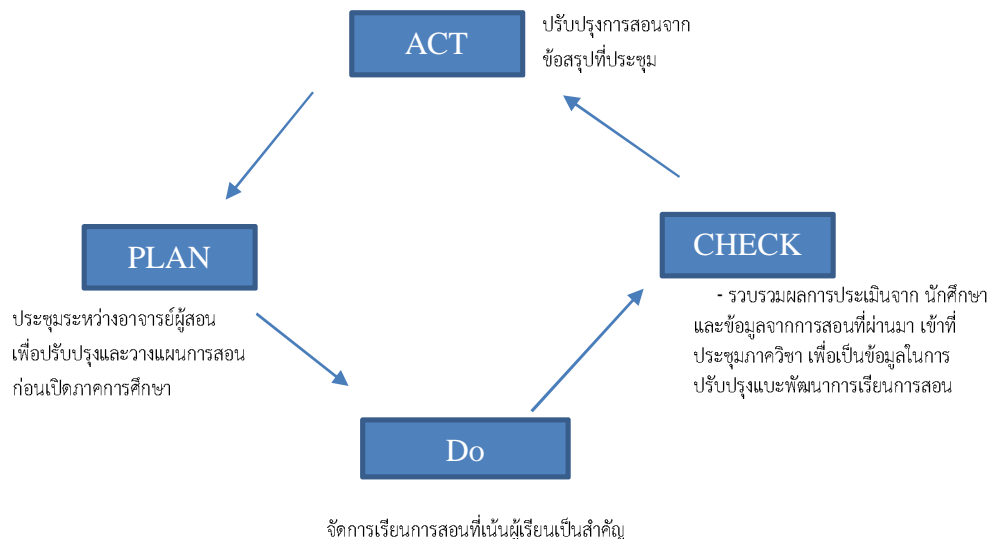 ACT
ปรับปรุงการสอนจาก
ข้อสรุปที่ประชุม
PLAN
ประชุมระหว่างอาจารย์ผู้สอน
เพื่อปรับปรุงและวางแผนการสอน
ก่อนเปิดภาคการศึกษา
CHECK
- รวบรวมผลการประเมินจาก นักศึกษา
และข้อมูลจากการสอนที่ผ่านมา เข้าที่
ประชุมภาควิชา เพื่อเป็นข้อมูลในการ
ปรับปรุงแบะพัฒนาการเรียนการสอน
Do
จัดการเรียนการสอนที่เน้นผู้เรียนเป็นสำคัญ